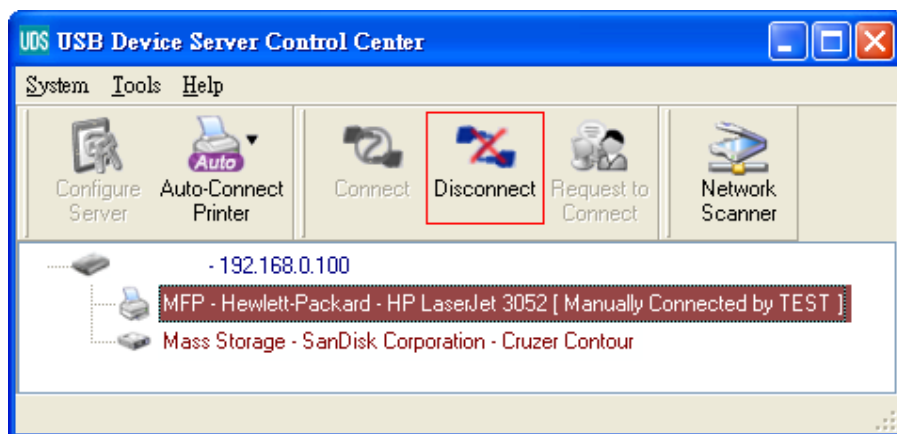 UDS USB Device Server Control Center
System Tools Help
Auto
Configure Server
Auto-Connect Printer
Connect
Disconnect
Request to Connect
Network Scanner
- 192.168.0.100
MFP - Hewlett-Packard - HP LaserJet 3052 [ Manually Connected by TEST ]
Mass Storage - SanDisk Corporation - Cruzer Contour